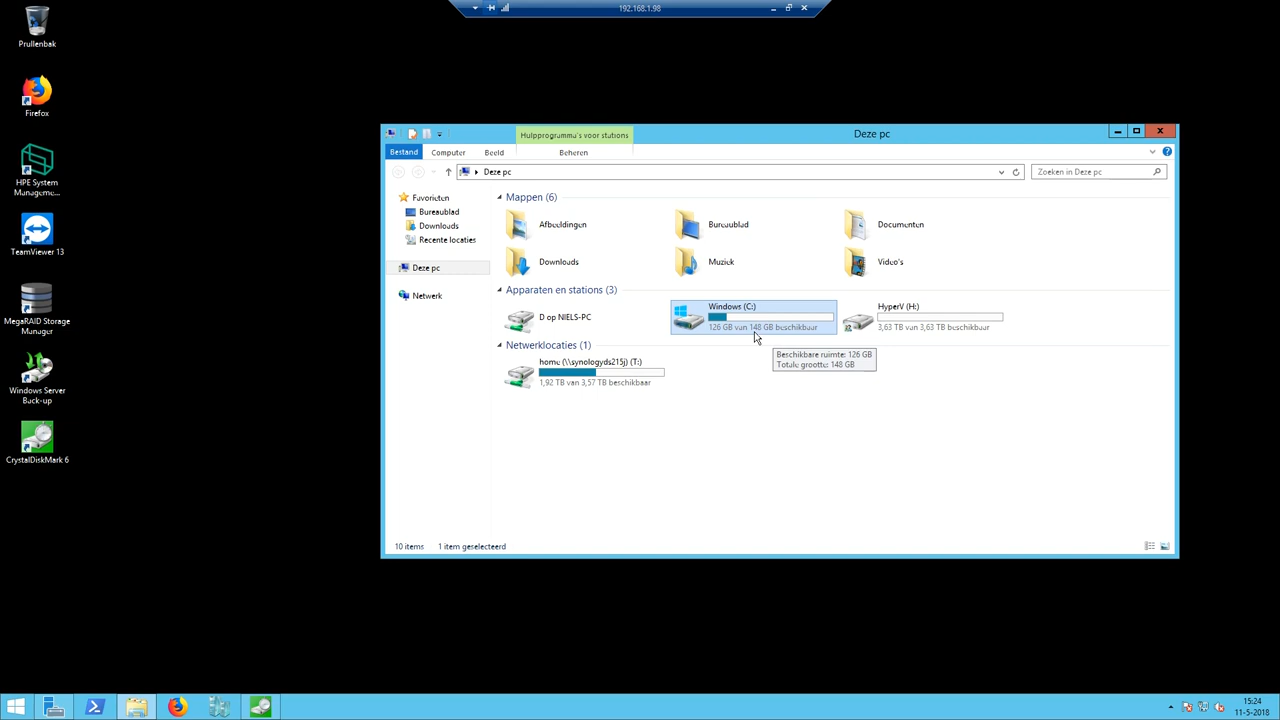 192.168.1.98
Prullenbak
Firefox
HPE System
Manageme...
TeamViewer 13
MegaRAID Storage
Manager
Windows Server
Back-up
CrystalDiskMark 6
Hulpprogramma's voor stations
Deze pc
Bestand
Computer
Beeld
Beheren
Deze pc
Zoeken in Deze pc
Favorieten
Bureaublad
Downloads
Recente locaties
Deze pc
Netwerk
Mappen (6)
Afbeeldingen
Bureaublad
Documenten
Downloads
Muziek
Video's
Apparaten en stations (3)
D op NIELS-PC
Windows (C:)
126 GB van 148 GB beschikbaar
HyperV (H:)
3,63 TB van 3,63 TB beschikbaar
Beschikbare ruimte: 126 GB
Totale grootte: 148 GB
Netwerklocaties (1)
home (\\synologyds215j) (T:)
1,92 TB van 3,57 TB beschikbaar
10 items
1 item geselecteerd
15:24
11-5-2018